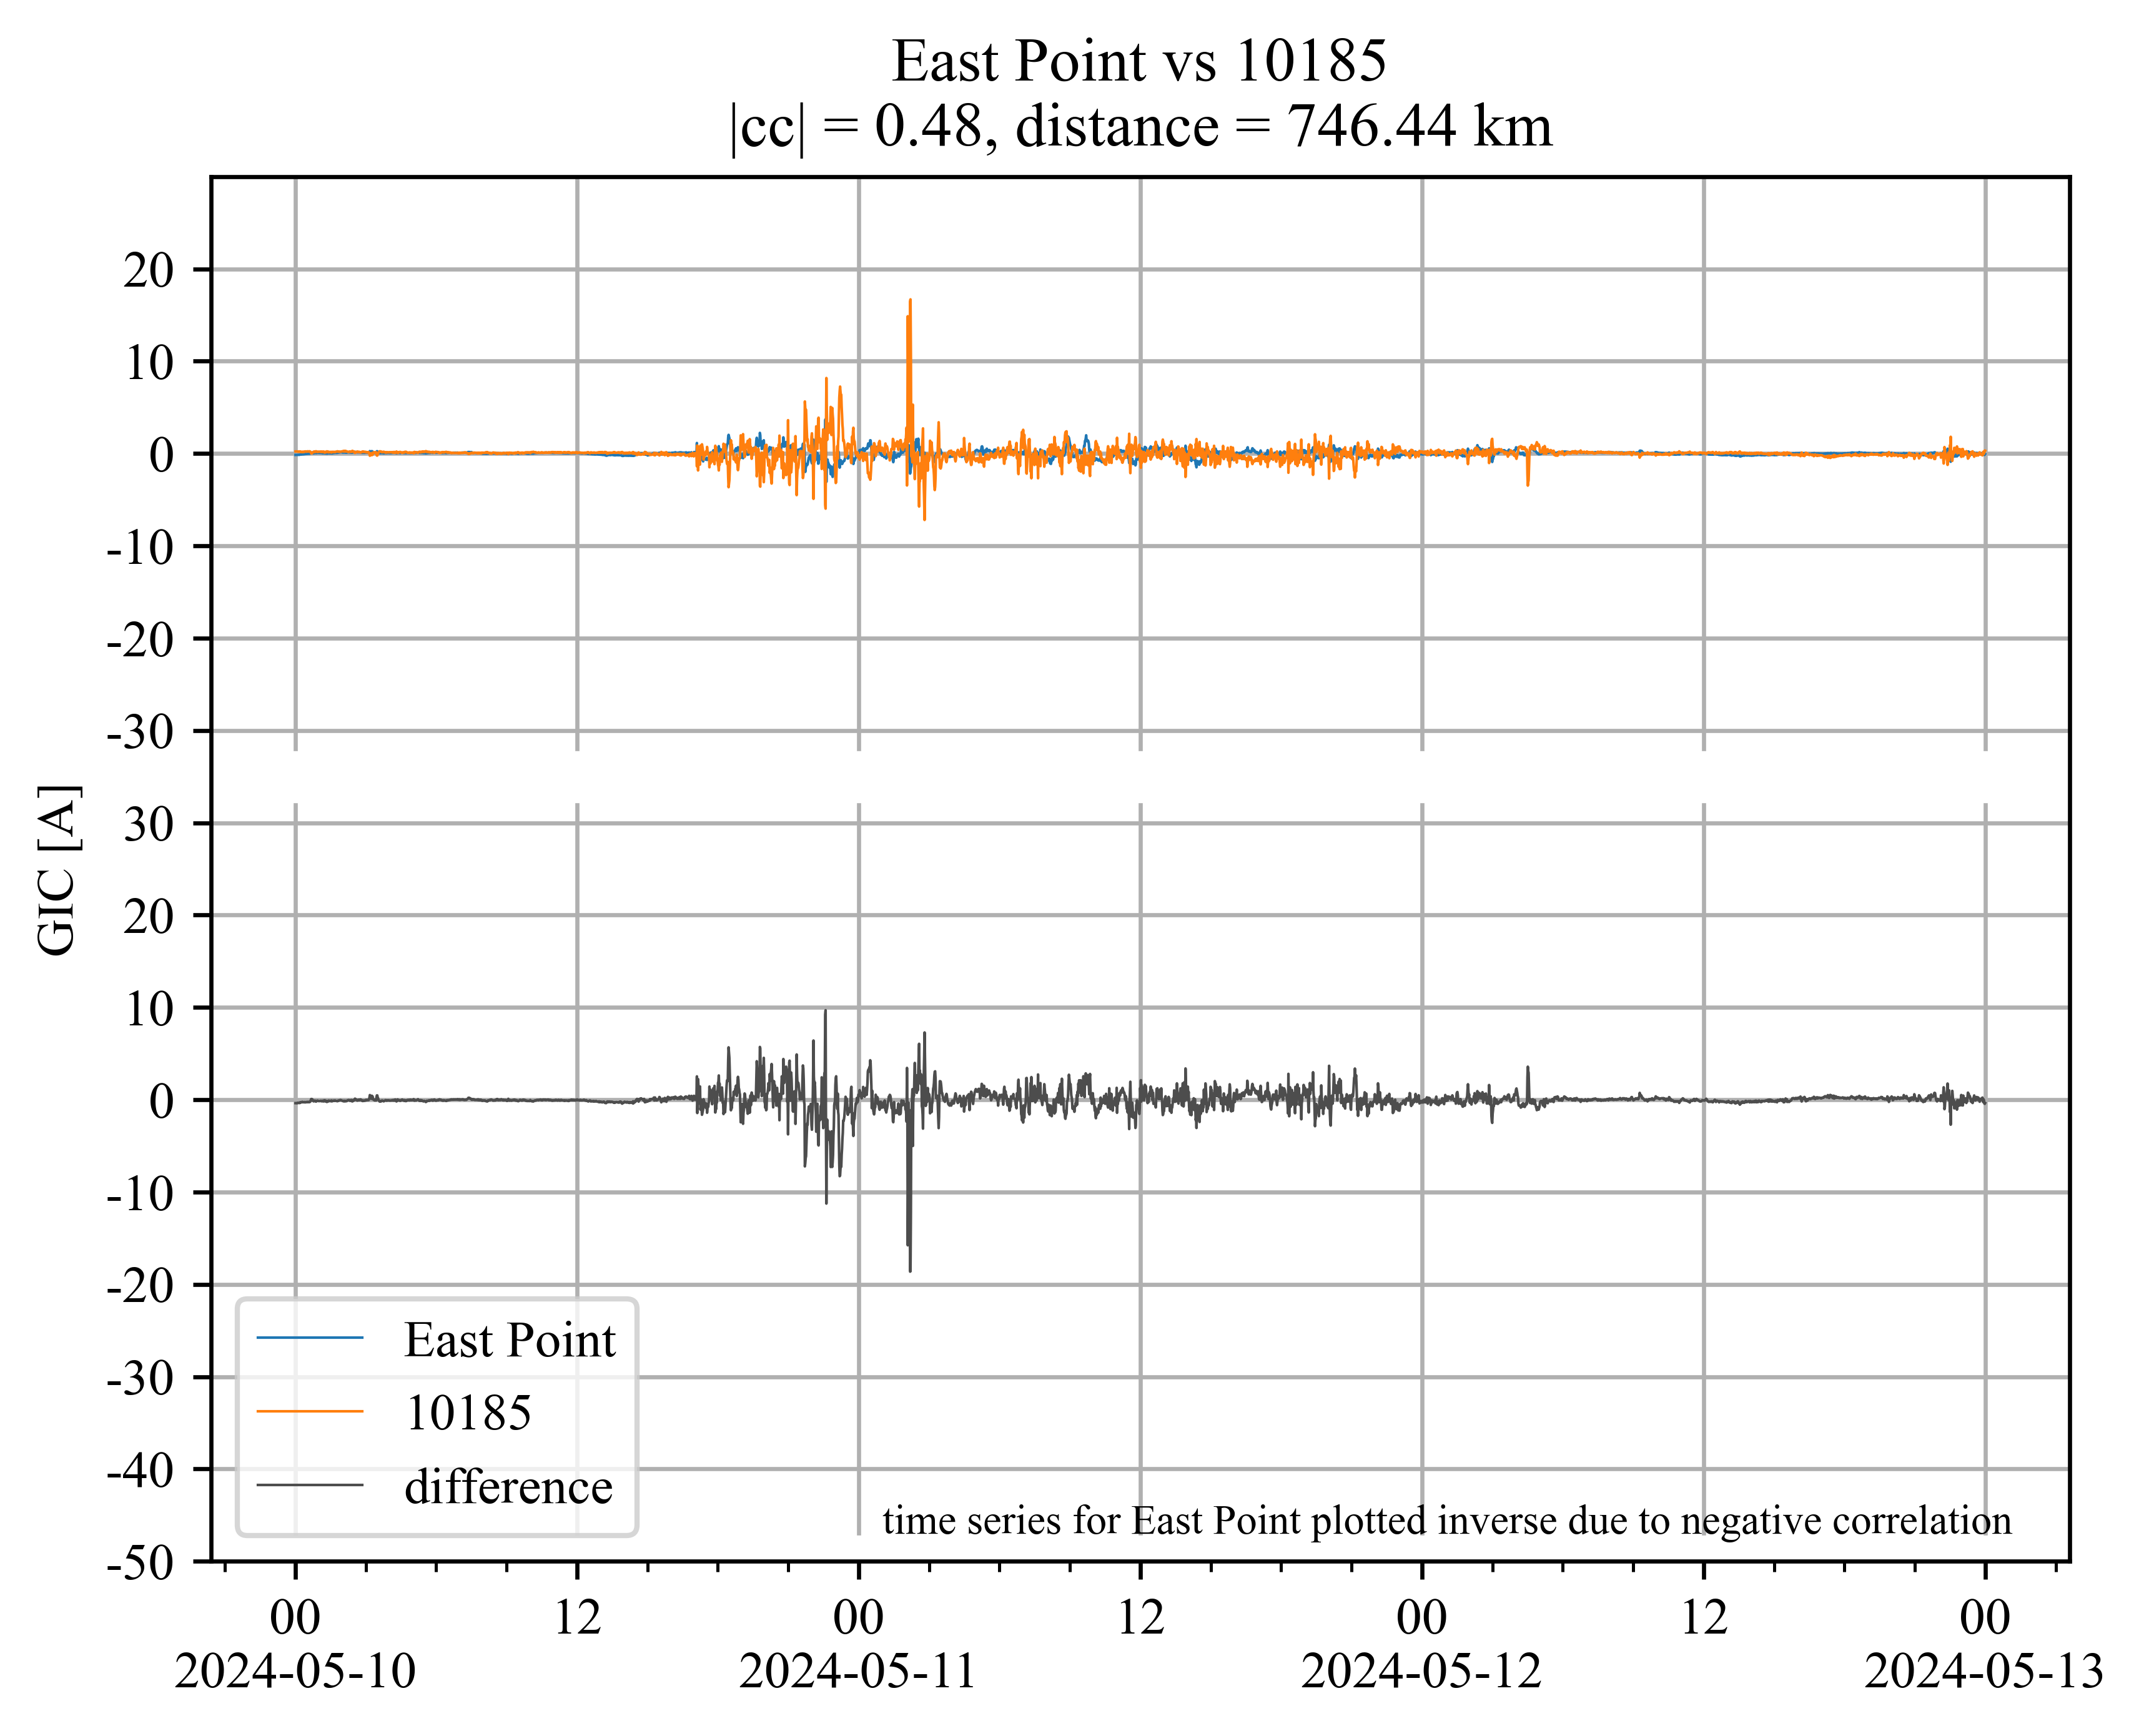 East Point vs 10185
|cc| = 0.48, distance = 746.44 km
20
10
0
-10
-20
-30
GIC [A]
30
20
10
0
-10
-20
-30
-40
-50
East Point
10185
difference
time series for East Point plotted inverse due to negative correlation
00 12 00 12 00 12 00
2024-05-10 2024-05-11 2024-05-12 2024-05-13